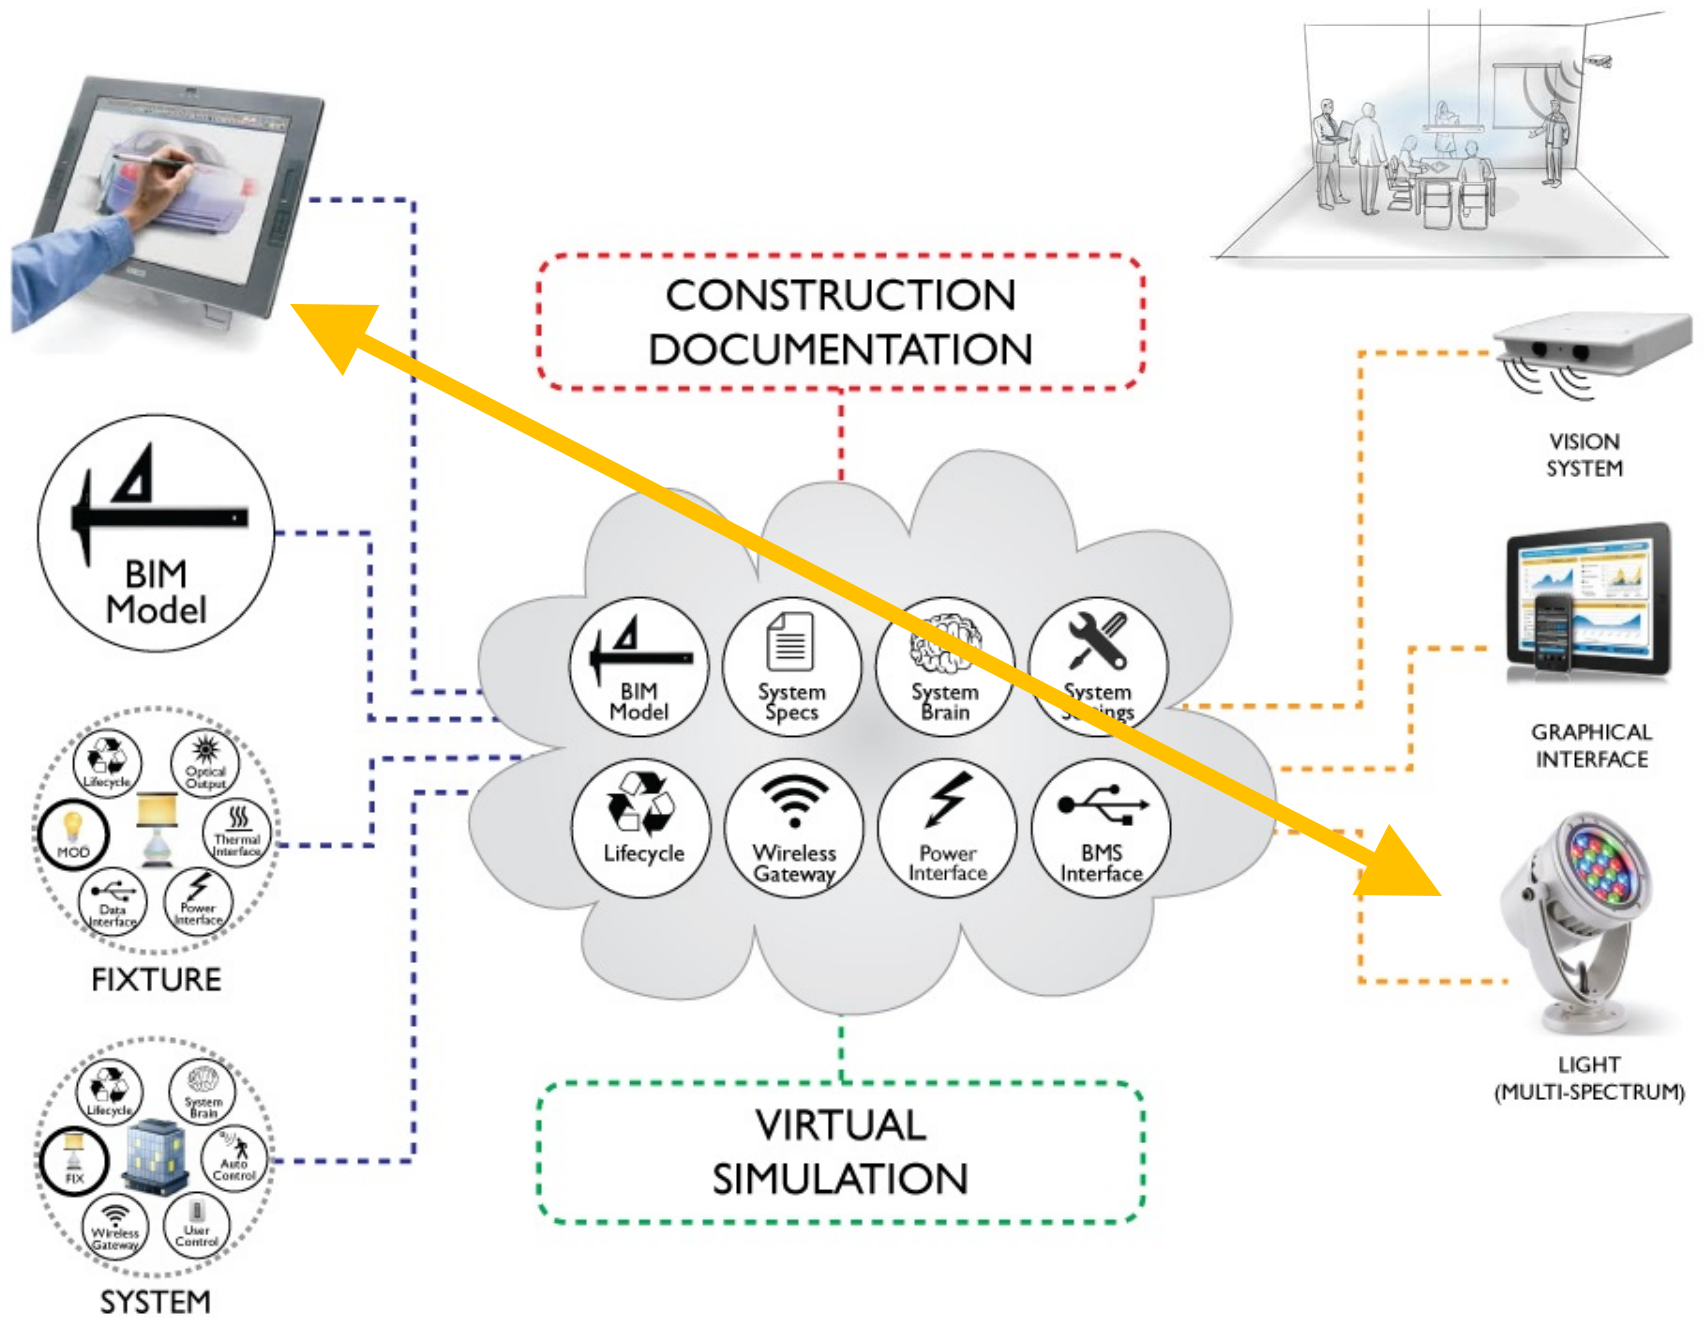 CONSTRUCTION
DOCUMENTATION
BIM
Model
Lifecycle
Optical
Output
MOD
Thermal
Interface
Data
Interface
Power
Interface
FIXTURE
Lifecycle
System
Brain
FIX
Auto
Control
Wireless
Gateway
User
Control
SYSTEM
BIM
Model
System
Specs
System
Brain
System
Settings
Lifecycle
Wireless
Gateway
Power
Interface
BMS
Interface
VIRTUAL
SIMULATION
VISION
SYSTEM
GRAPHICAL
INTERFACE
LIGHT
(MULTI-SPECTRUM)